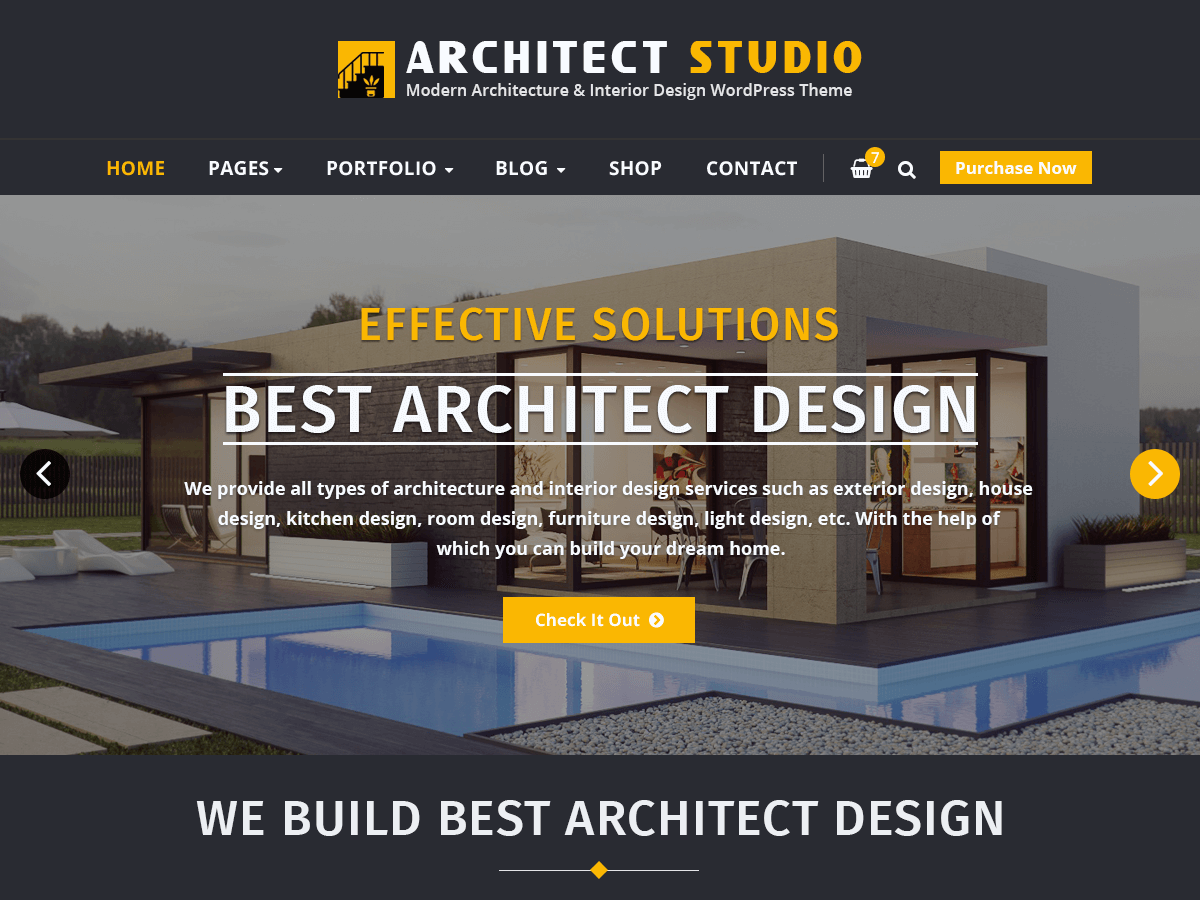 ARCHITECT STUDIO
Modern Architecture & Interior Design WordPress Theme
HOME PAGES PORTFOLIO BLOG SHOP CONTACT 7 Purchase Now
EFFECTIVE SOLUTIONS
BEST ARCHITECT DESIGN
We provide all types of architecture and interior design services such as exterior design, house
design, kitchen design, room design, furniture design, light design, etc. With the help of
which you can build your dream home.
Check It Out
WE BUILD BEST ARCHITECT DESIGN